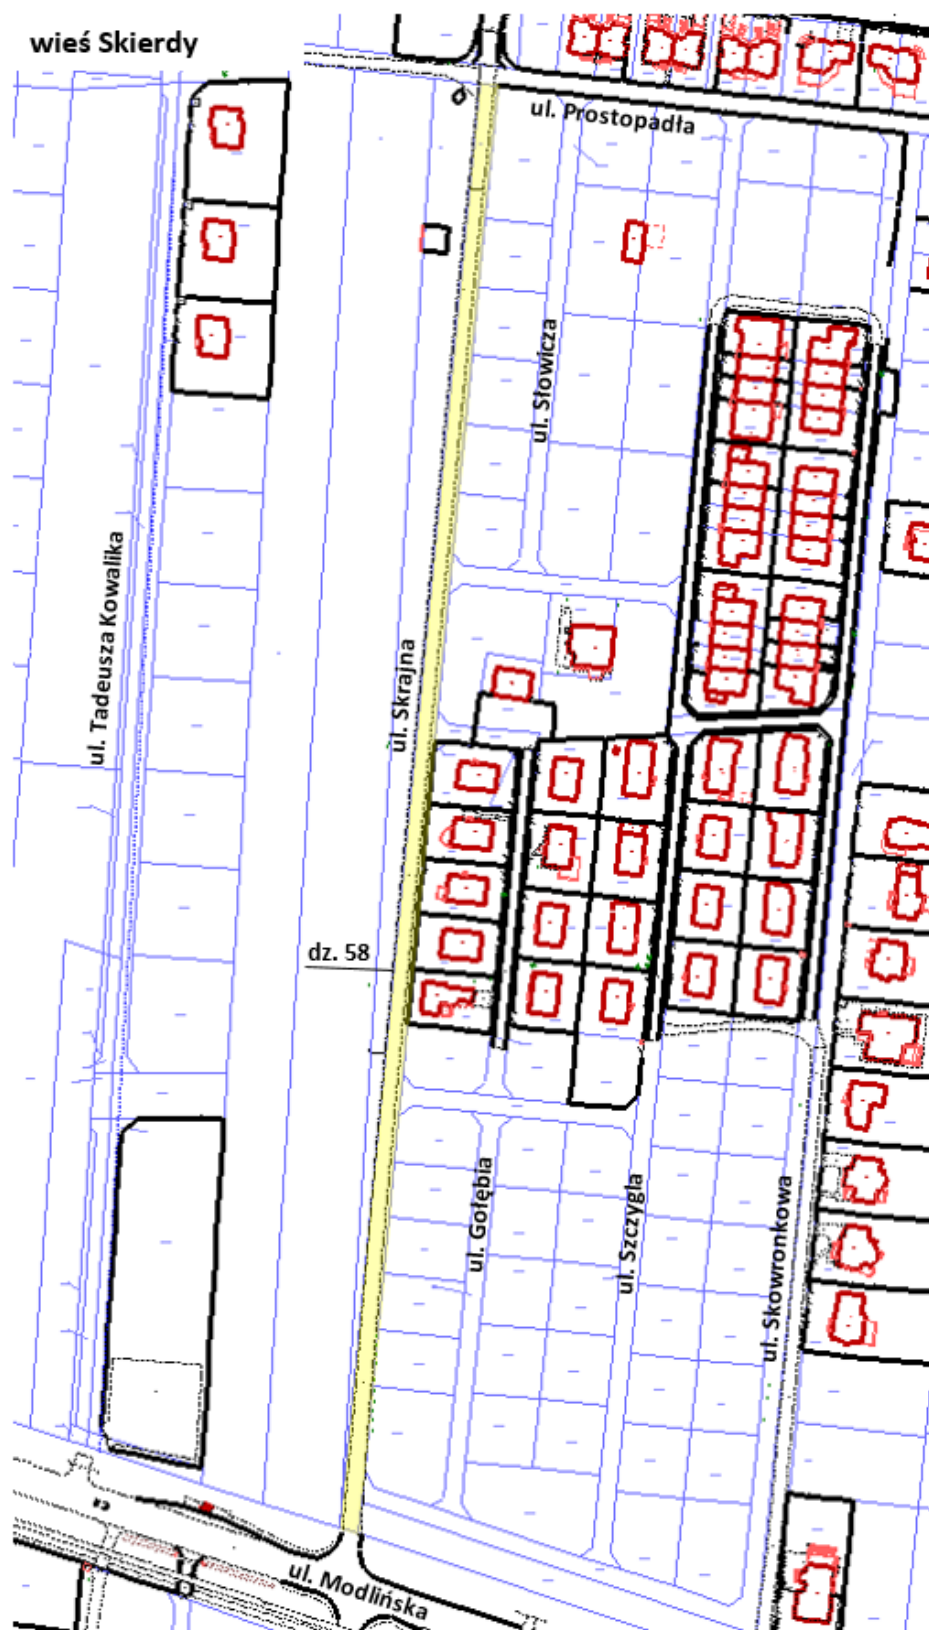 wieś Skierdy
ul. Prostopadła
ul. Słowicza
ul. Tadeusza Kowalika
ul. Skrajna
dz. 58
ul. Gołębia
ul. Szczygla
ul. Skowronkowa
ul. Modlińska